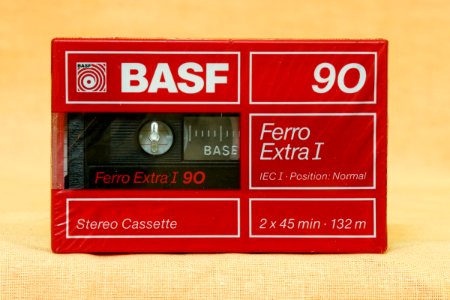 BASF
BASF
90
Ferro
Extra I
IEC I · Position: Normal
BASF
Ferro Extra I 90
Stereo Cassette
2 x 45 min · 132 m